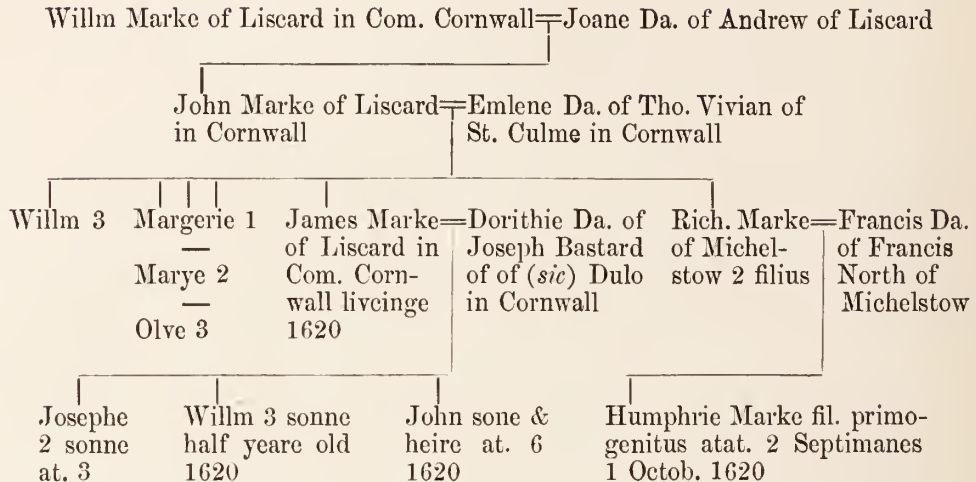 Willm Marke of Liscard in Com. Cornwall=Joane Da. of Andrew of Liscard
John Marke of Liscard=Emlene Da. of Tho. Vivian of
in Cornwall
St. Culme in Cornwall
Willm 3
Margerie 1
—
Marye 2
—
Olve 3
James Marke=Dorithie Da. of
of Liscard in
Com. Corn-
wall livcinge
1620
Joseph Bastard
of of (sic) Dulo
in Cornwall
Rich. Marke=Francis Da.
of Michel-
stow 2 filius
of Francis
North of
Michelstow
Josephe
2 sonne
at. 3
Willm 3 sonne
half yeare old
1620
John sone &
heire at. 6
1620
Humphrie Marke fil. primo-
genitus atat. 2 Septimanes
1 Octob. 1620